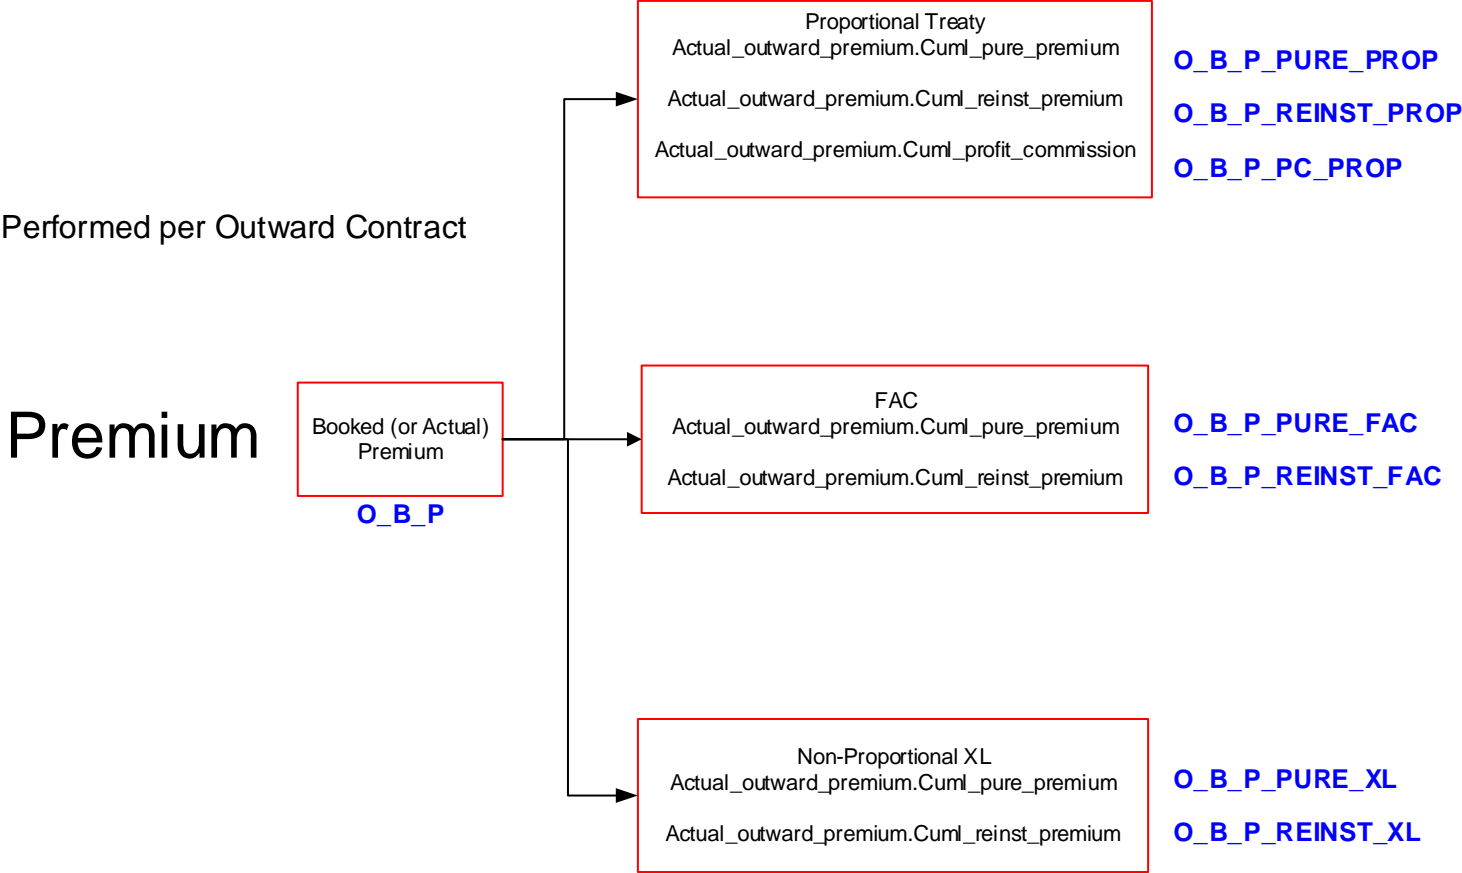 Proportional Treaty
Actual_outward_premium.Cuml_pure_premium
Actual_outward_premium.Cuml_reinst_premium
Actual_outward_premium.Cuml_profit_commission
O_B_P_PURE_PROP
O_B_P_REINST_PROP
O_B_P_PC_PROP
Performed per Outward Contract
Premium
Booked (or Actual)
Premium
O_B_P
FAC
Actual_outward_premium.Cuml_pure_premium
Actual_outward_premium.Cuml_reinst_premium
O_B_P_PURE_FAC
O_B_P_REINST_FAC
Non-Proportional XL
Actual_outward_premium.Cuml_pure_premium
Actual_outward_premium.Cuml_reinst_premium
O_B_P_PURE_XL
O_B_P_REINST_XL